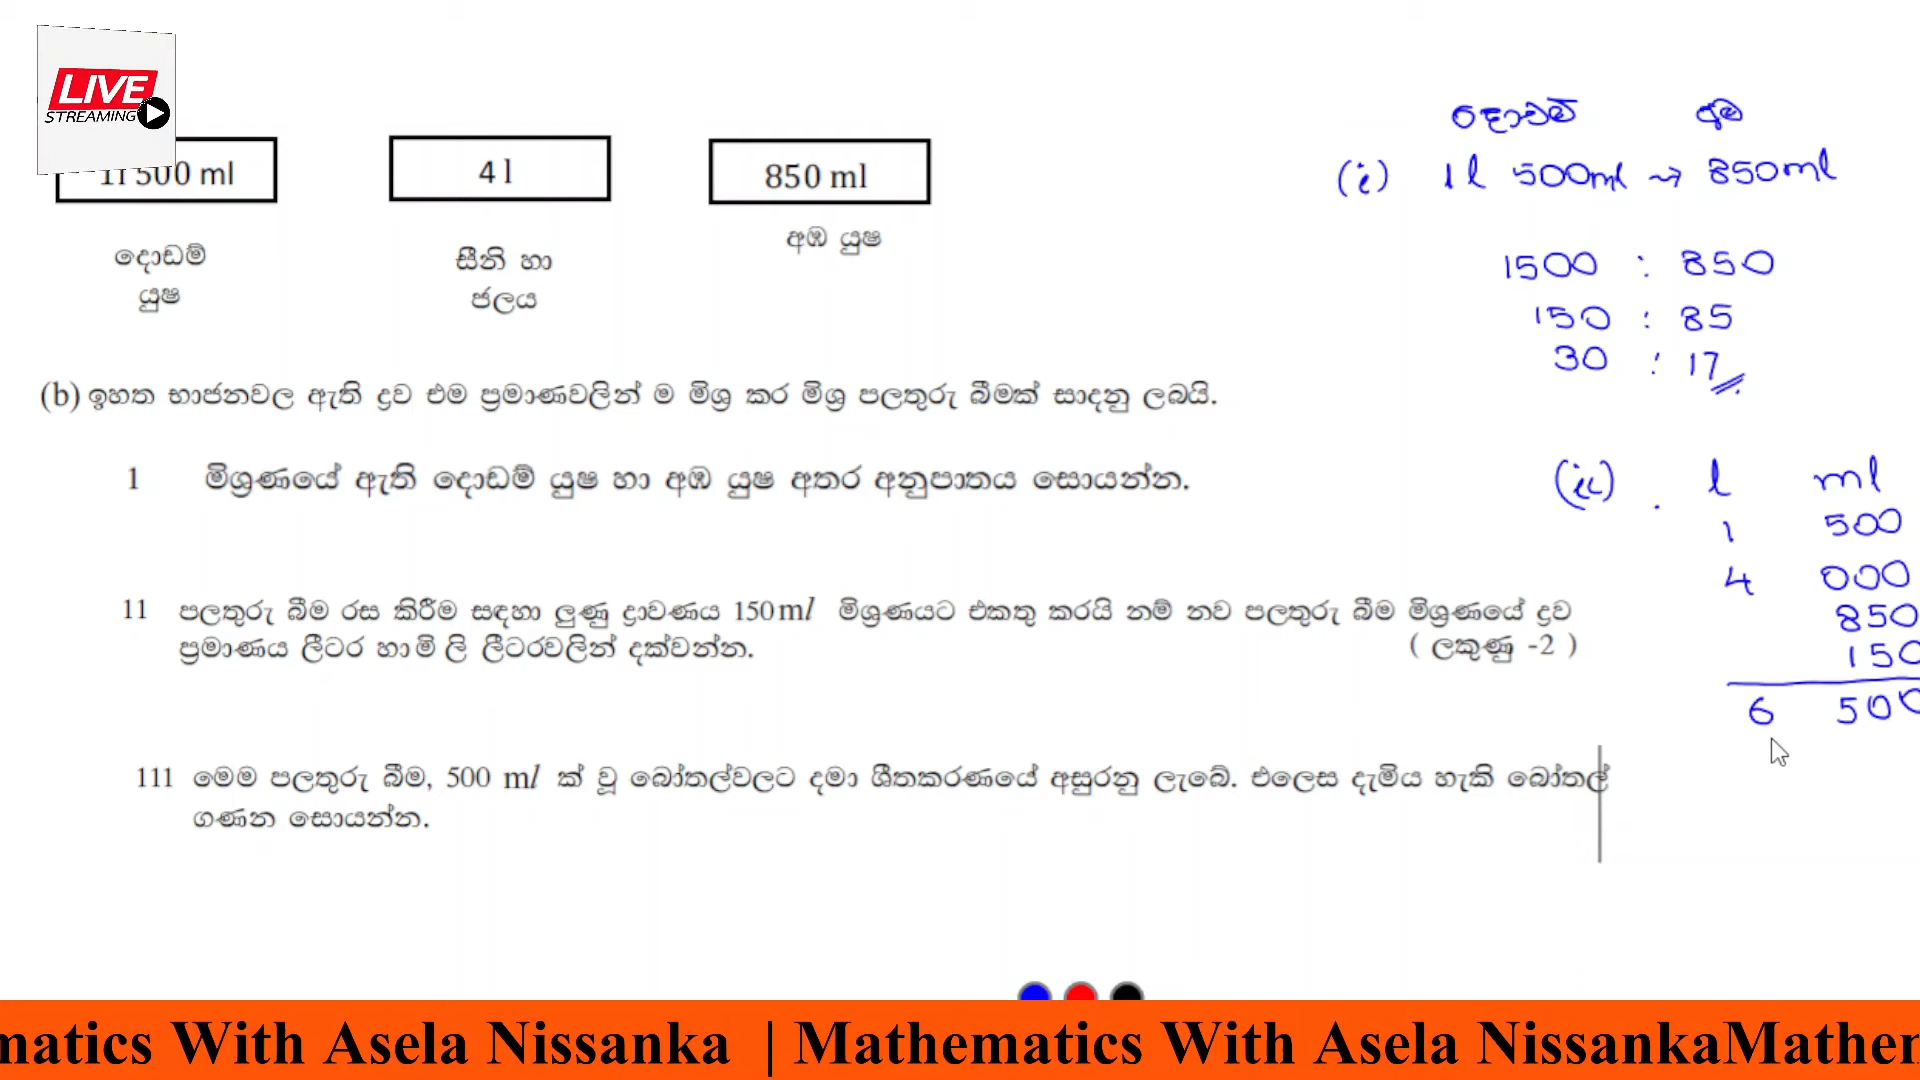 LIVE
STREAMING
1l 500 ml
4 l
850 ml
දොඩම්
යුෂ
සීනි හා
ජලය
අඹ යුෂ
(b) ඉහත භාජනවල ඇති ද්‍රව එම ප්‍රමාණවලින් ම මිශ්‍ර කර මිශ්‍ර පලතුරු බීමක් සාදනු ලබයි.
1 මිශ්‍රණයේ ඇති දොඩම් යුෂ හා අඹ යුෂ අතර අනුපාතය සොයන්න.
11 පලතුරු බීම රස කිරීම සඳහා ලුණු ද්‍රාවණය 150 ml මිශ්‍රණයට එකතු කරයි නම් නව පලතුරු බීම මිශ්‍රණයේ ද්‍රව
ප්‍රමාණය ලීටර හා මි ලි ලීටරවලින් දක්වන්න.
( ලකුණු -2 )
111 මෙම පලතුරු බීම, 500 ml ක් වූ බෝතල්වලට දමා ශීතකරණයේ අසුරනු ලැබේ. එලෙස දැමිය හැකි බෝතල්
ගණන සොයන්න.
දොඩම් අඹ
(i) 1 l 500ml → 850ml
1500 : 850
150 : 85
30 : 17
(ii) l ml
1 500
4 000
850
150
6 500
matics With Asela Nissanka | Mathematics With Asela NissankaMather